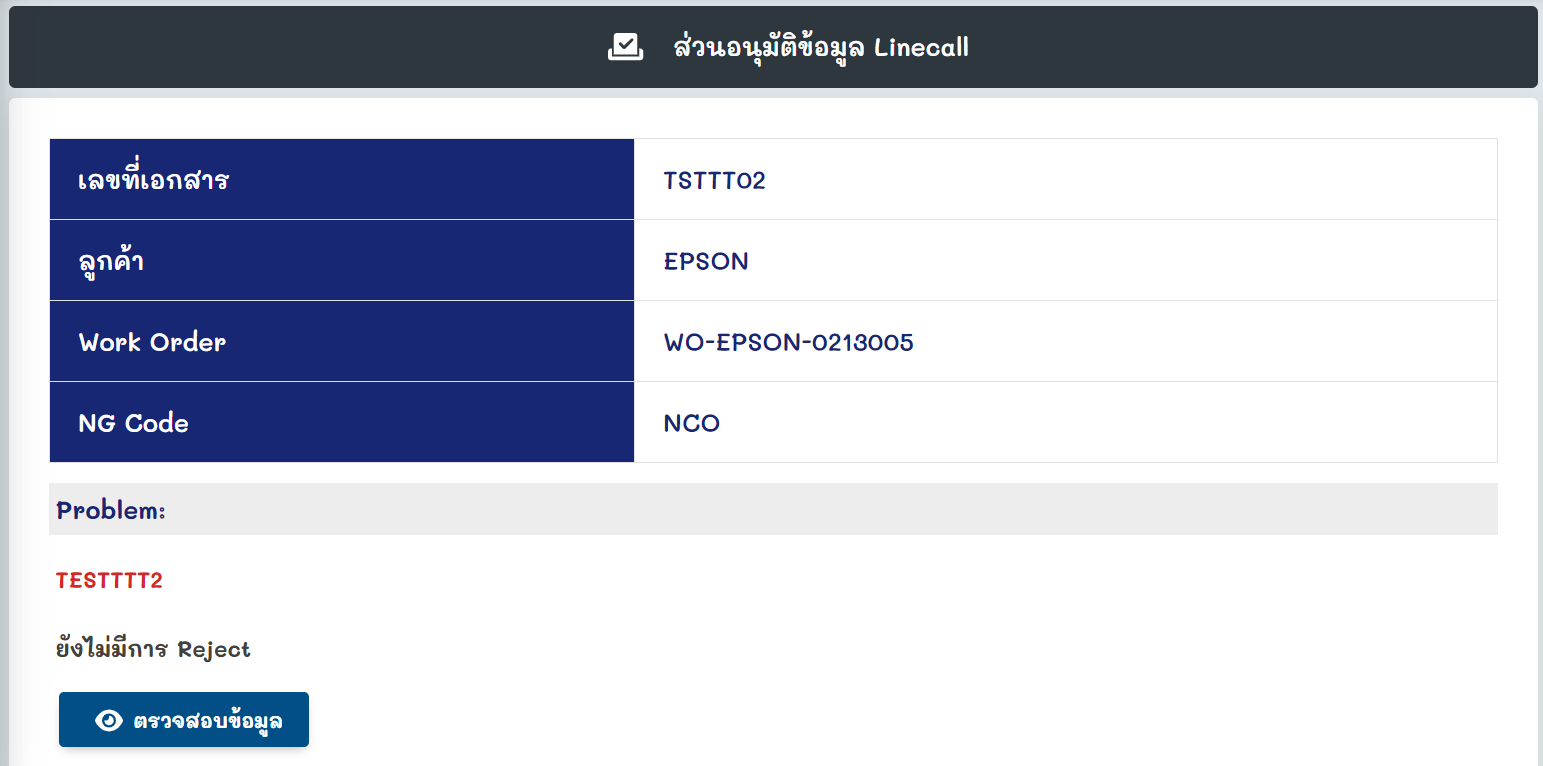 ส่วนอนุมัติข้อมูล Linecall
เลขที่เอกสาร TSTTT02
ลูกค้า EPSON
Work Order WO-EPSON-0213005
NG Code NCO
Problem:
TESTTTT2
ยังไม่มีการ Reject
ตรวจสอบข้อมูล